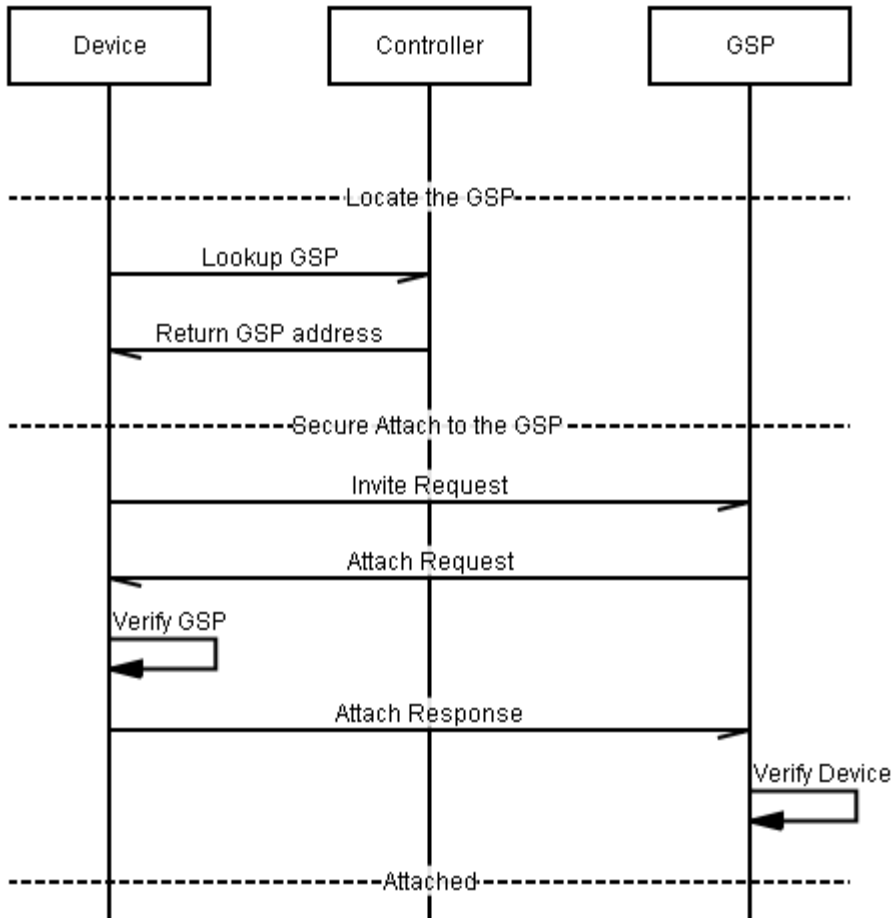 Device
Controller
GSP
Locate the GSP
Lookup GSP
Return GSP address
Secure Attach to the GSP
Invite Request
Attach Request
Verify GSP
Attach Response
Verify Device
Attached